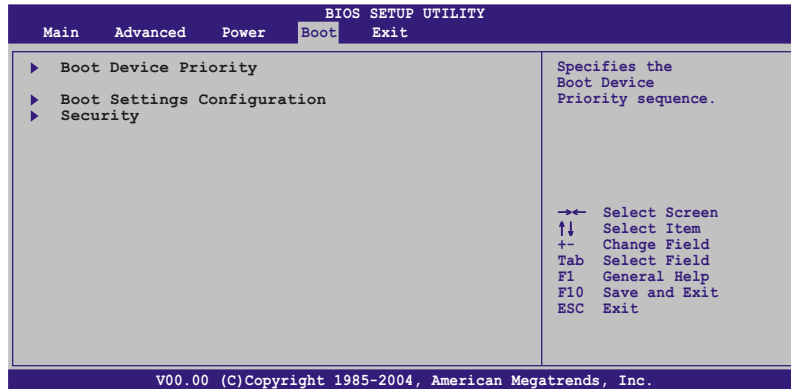 BIOS SETUP UTILITY
Main Advanced Power Boot Exit
Boot Device Priority
Boot Settings Configuration
Security
Specifies the
Boot Device
Priority sequence.
→← Select Screen
↑↓ Select Item
+- Change Field
Tab Select Field
F1 General Help
F10 Save and Exit
ESC Exit
V00.00 (C)Copyright 1985-2004, American Megatrends, Inc.